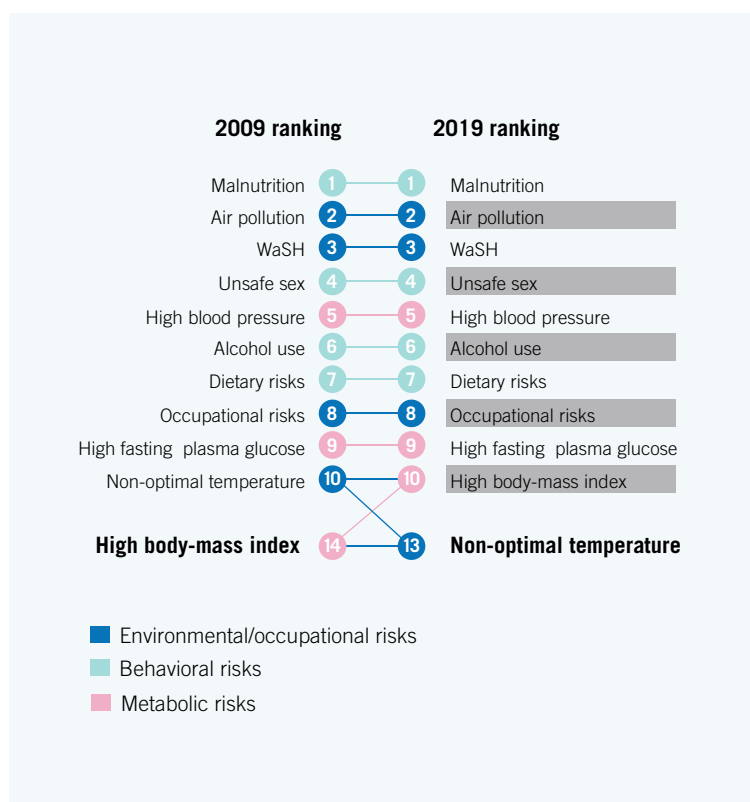 2009 ranking 2019 ranking
Malnutrition 1 1 Malnutrition
Air pollution 2 2 Air pollution
WaSH 3 3 WaSH
Unsafe sex 4 4 Unsafe sex
High blood pressure 5 5 High blood pressure
Alcohol use 6 6 Alcohol use
Dietary risks 7 7 Dietary risks
Occupational risks 8 8 Occupational risks
High fasting plasma glucose 9 9 High fasting plasma glucose
Non-optimal temperature 10 10 High body-mass index
High body-mass index 14 13 Non-optimal temperature
Environmental/occupational risks
Behavioral risks
Metabolic risks